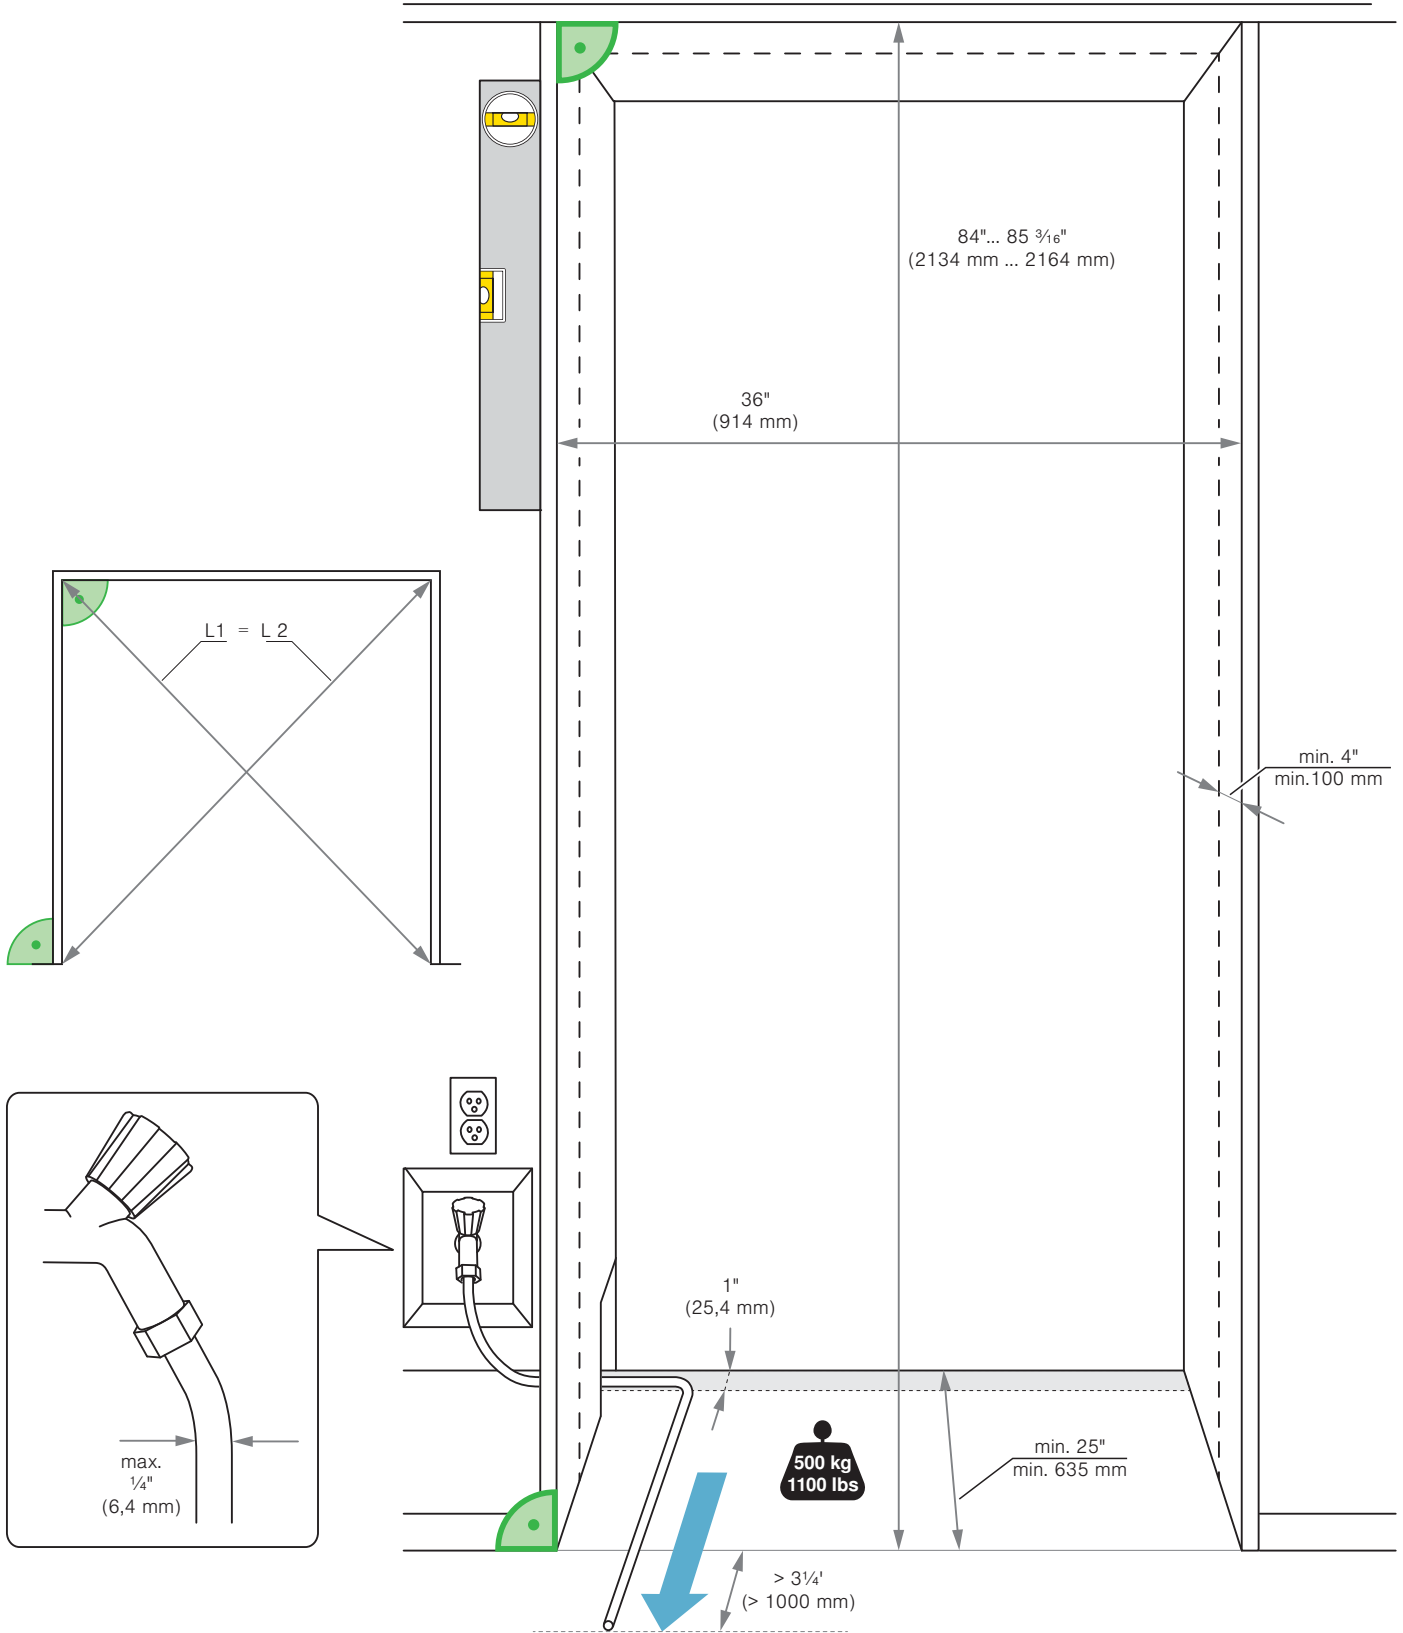 84"... 85 ³⁄₁₆"
(2134 mm ... 2164 mm)
36"
(914 mm)
L1 = L 2
min. 4"
min.100 mm
1"
(25,4 mm)
500 kg
1100 lbs
min. 25"
min. 635 mm
max.
¼"
(6,4 mm)
> 3¼'
(> 1000 mm)